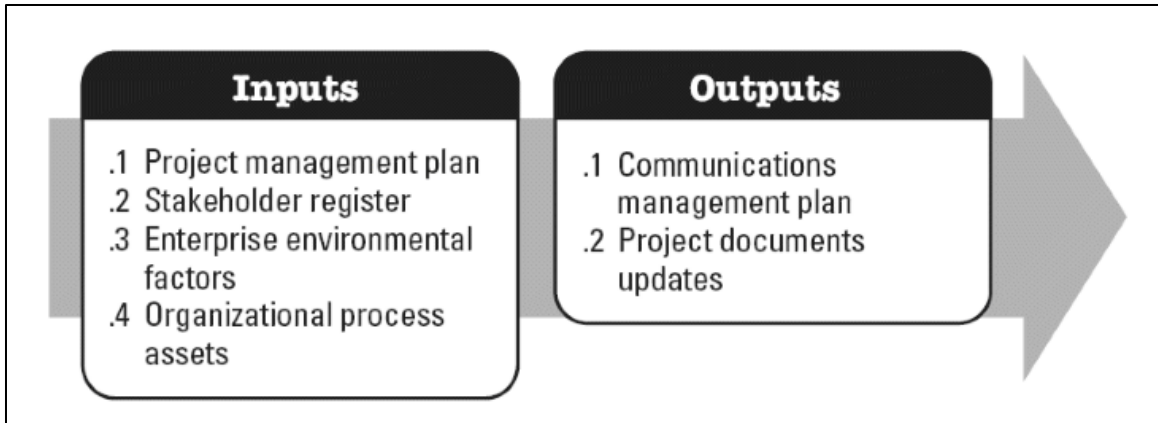 Inputs
.1 Project management plan
.2 Stakeholder register
.3 Enterprise environmental
factors
.4 Organizational process
assets
Outputs
.1 Communications
management plan
.2 Project documents
updates